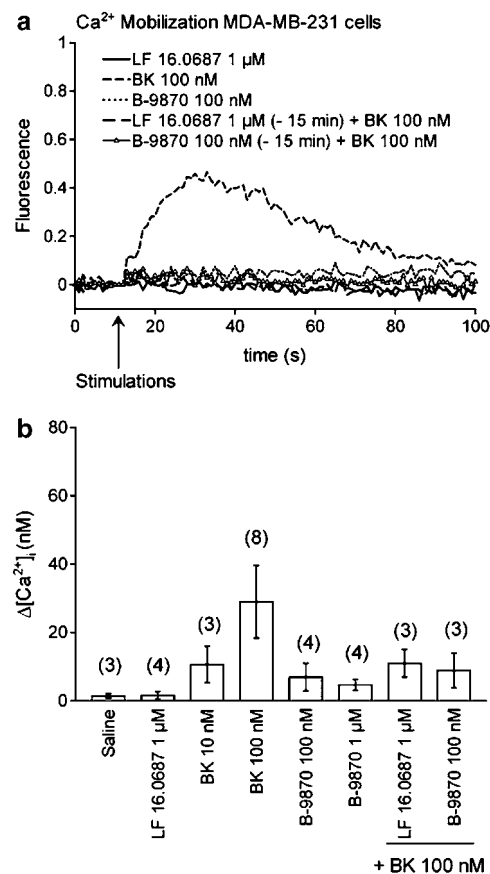 a Ca²⁺ Mobilization MDA-MB-231 cells
1
0.8
0.6
0.4
0.2
0
Fluorescence
LF 16.0687 1 µM
BK 100 nM
B-9870 100 nM
LF 16.0687 1 µM (- 15 min) + BK 100 nM
B-9870 100 nM (- 15 min) + BK 100 nM
0 20 40 60 80 100
time (s)
Stimulations
b
80
60
40
20
0
Δ[Ca²⁺]ᵢ (nM)
(3) (4) (3) (8) (4) (4) (3) (3)
Saline
LF 16.0687 1 µM
BK 10 nM
BK 100 nM
B-9870 100 nM
B-9870 1 µM
LF 16.0687 1 µM
B-9870 100 nM
+ BK 100 nM